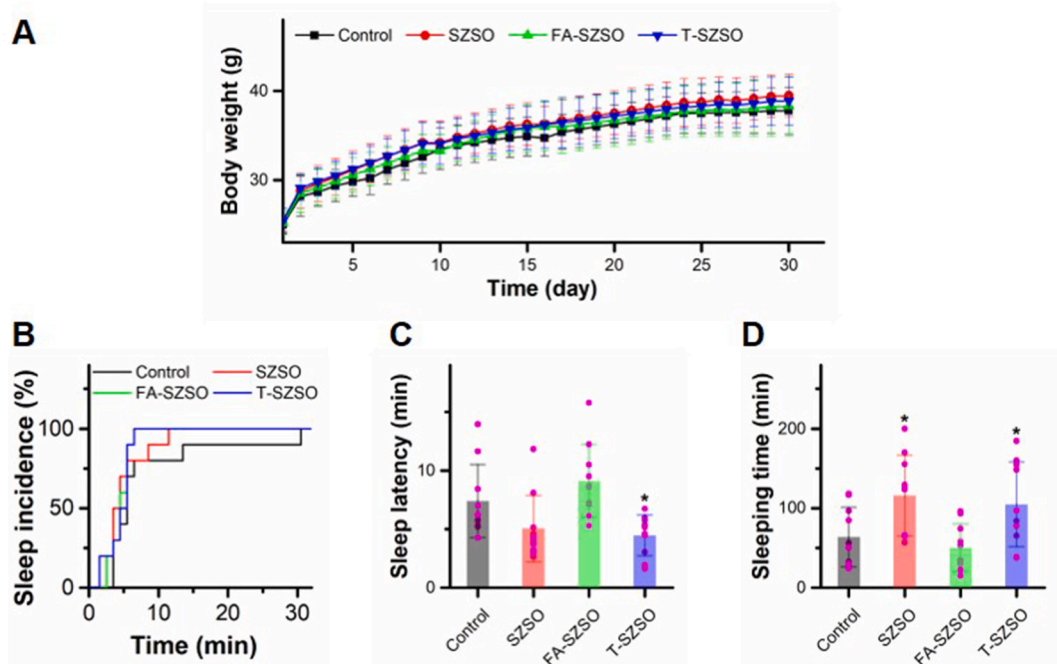 A
Control SZSO FA-SZSO T-SZSO
Body weight (g)
40
30
5 10 15 20 25 30
Time (day)
B
Control SZSO
FA-SZSO T-SZSO
Sleep incidence (%)
100
50
0
0 10 20 30
Time (min)
C
Sleep latency (min)
10
0
*
Control SZSO FA-SZSO T-SZSO
D
Sleeping time (min)
200
100
0
* *
Control SZSO FA-SZSO T-SZSO